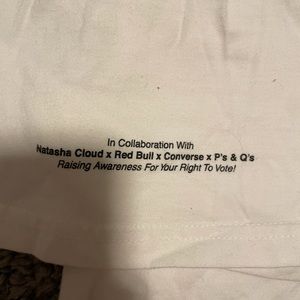 In Collaboration With
Natasha Cloud x Red Bull x Converse x P's & Q's
Raising Awareness For Your Right To Vote!